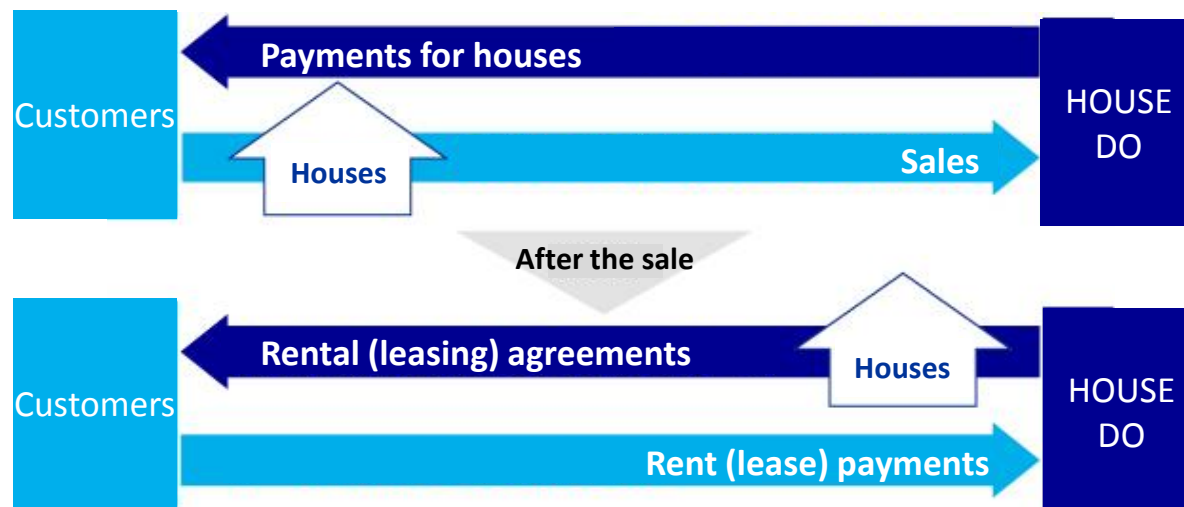 Payments for houses
Customers
HOUSE
DO
Sales
Houses
After the sale
Rental (leasing) agreements
Houses
Customers
HOUSE
DO
Rent (lease) payments